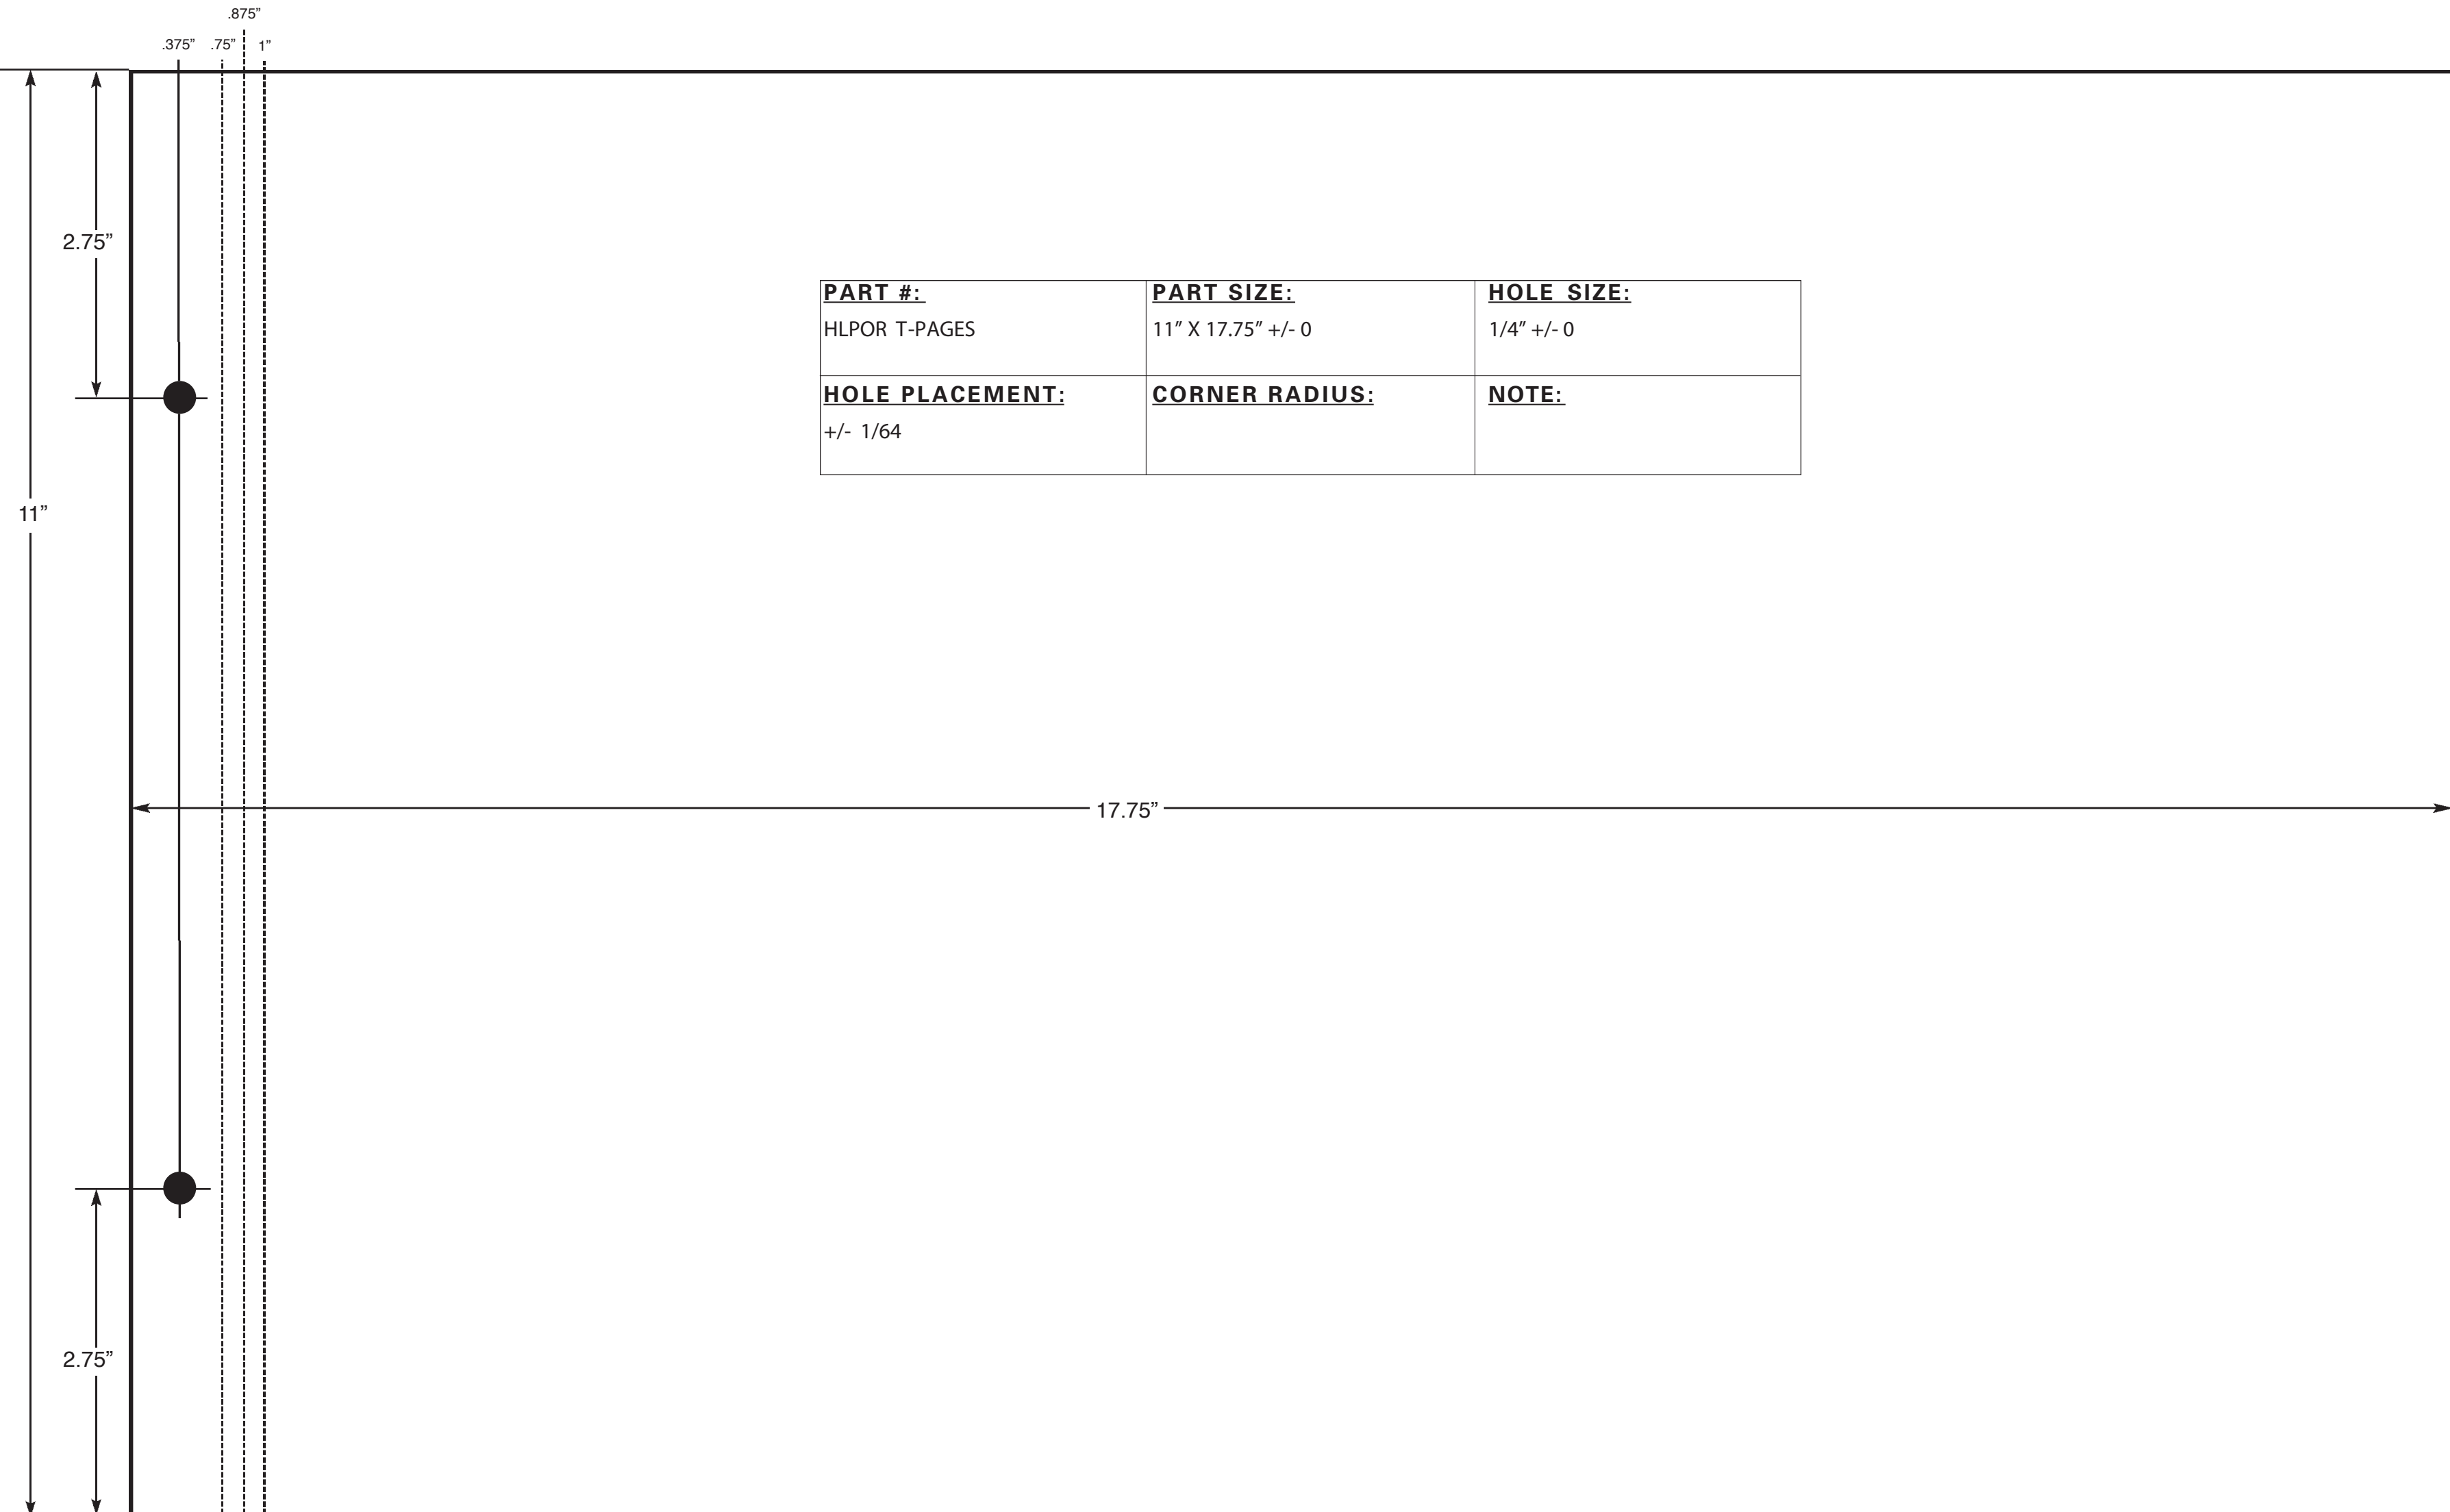 .875”
.375” .75” 1”
2.75”
PART #: PART SIZE: HOLE SIZE:
HLPOR T-PAGES 11” X 17.75” +/- 0 1/4” +/- 0
HOLE PLACEMENT: CORNER RADIUS: NOTE:
+/- 1/64
11”
17.75”
2.75”